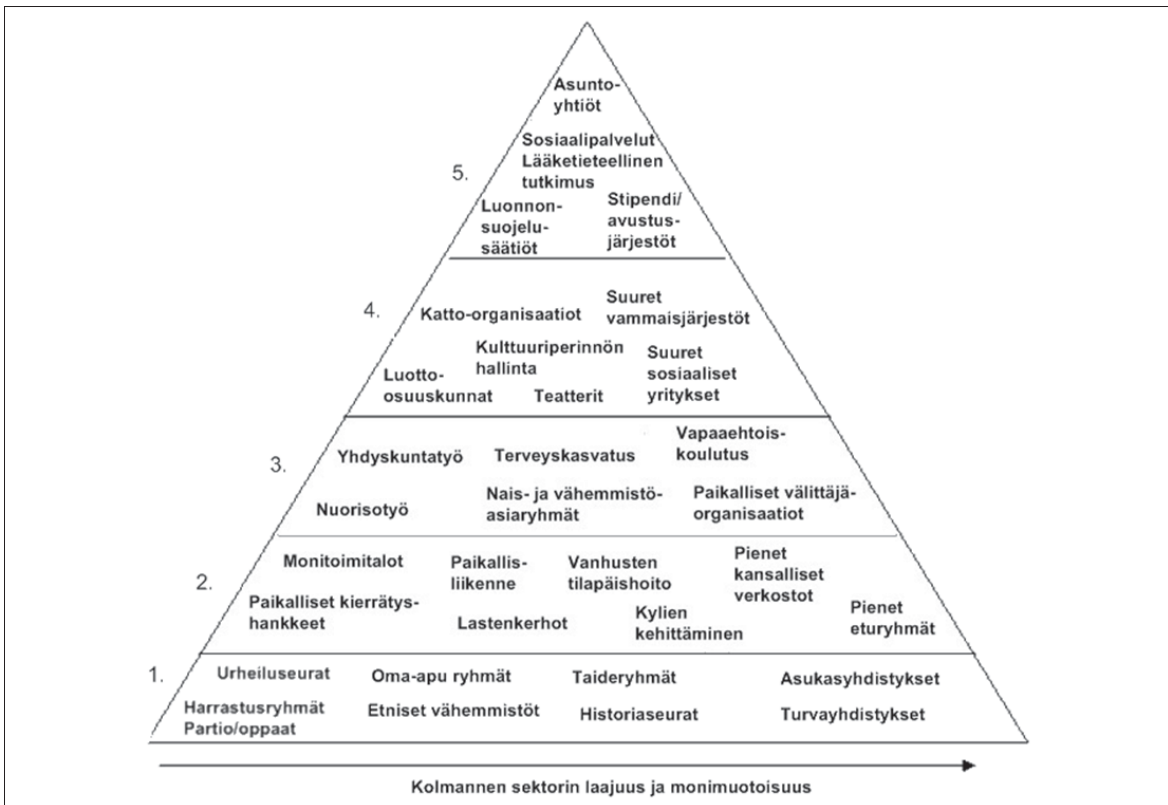 Asunto-
yhtiöt
Sosiaalipalvelut
Lääketieteellinen
tutkimus
5.
Luonnon-
suojelu-
säätiöt
Stipendi/
avustus-
järjestöt
4.
Katto-organisaatiot
Suuret
vammaisjärjestöt
Luotto-
osuuskunnat
Kulttuuriperinnön
hallinta
Teatterit
Suuret
sosiaaliset
yritykset
3.
Yhdyskuntatyö
Terveyskasvatus
Vapaaehtois-
koulutus
Nuorisotyö
Nais- ja vähemmistö-
asiaryhmät
Paikalliset välittäjä-
organisaatiot
2.
Monitoimitalot
Paikallis-
liikenne
Vanhusten
tilapäishoito
Pienet
kansalliset
verkostot
Paikalliset kierrätys-
hankkeet
Lastenkerhot
Kylien
kehittäminen
Pienet
eturyhmät
1.
Urheiluseurat
Oma-apu ryhmät
Taideryhmät
Asukasyhdistykset
Harrastusryhmät
Partio/oppaat
Etniset vähemmistöt
Historiaseurat
Turvayhdistykset
Kolmannen sektorin laajuus ja monimuotoisuus